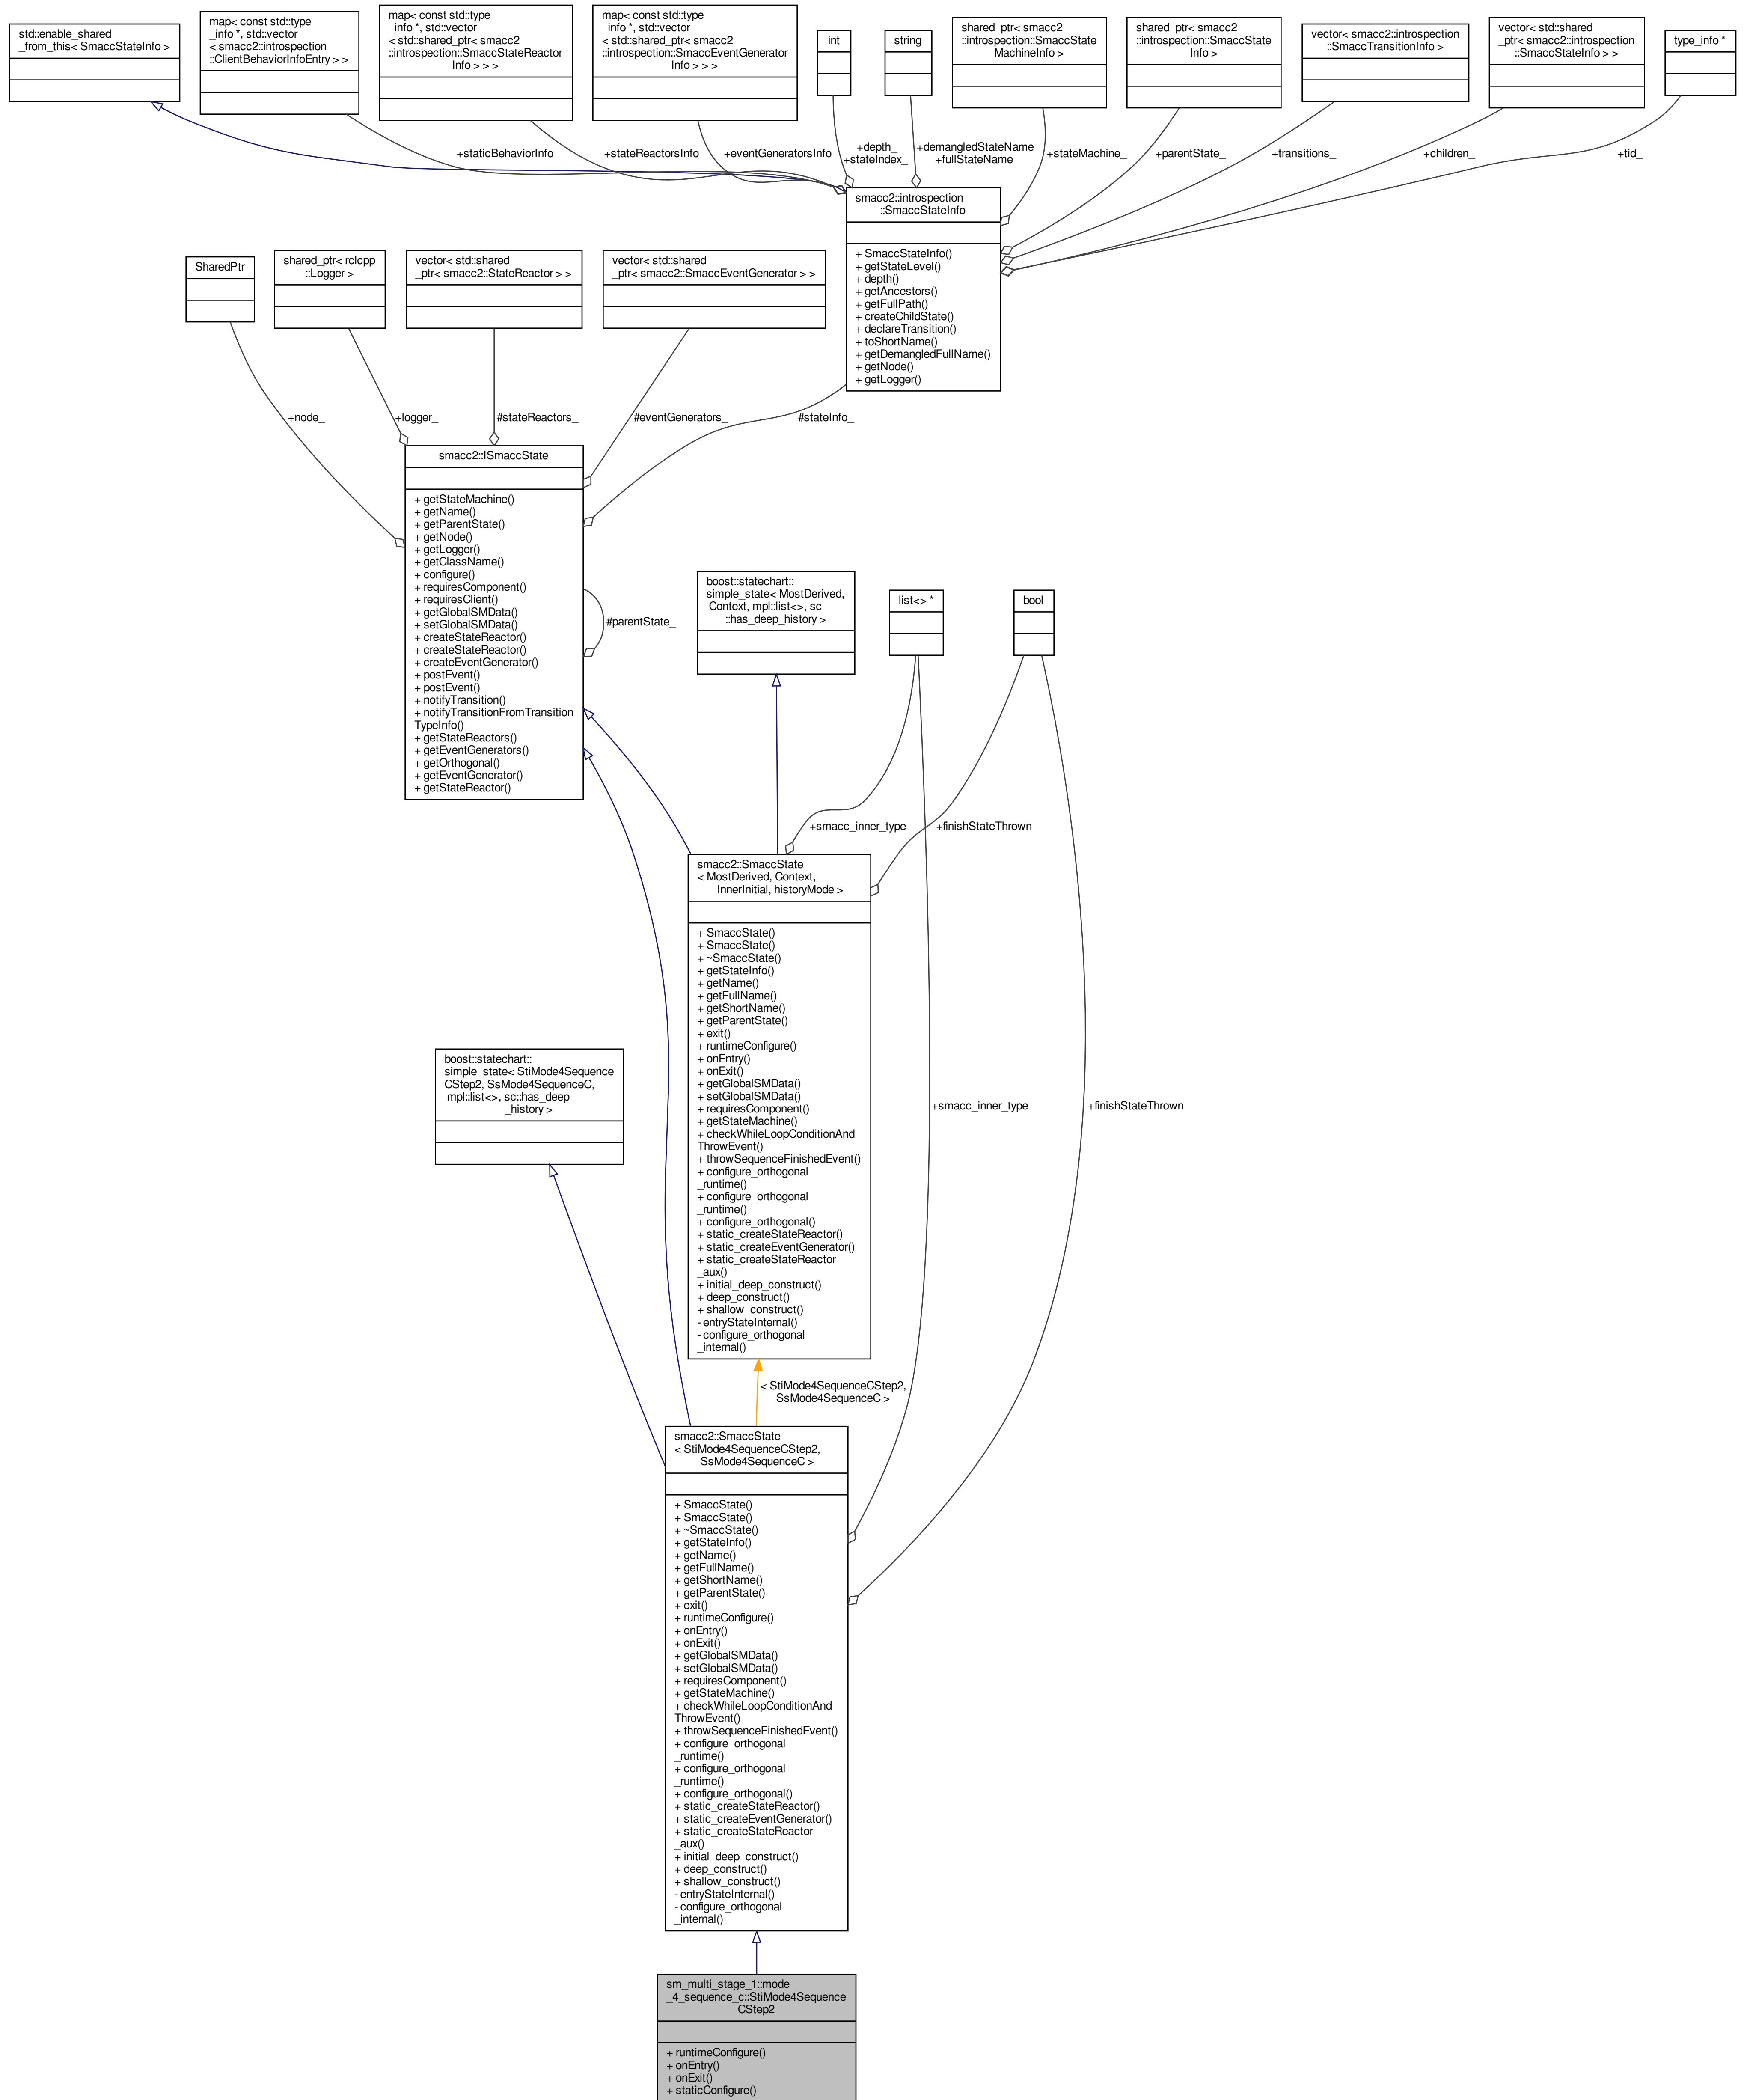 std::enable_shared
_from_this< SmaccStateInfo >
map< const std::type
_info *, std::vector
< smacc2::introspection
::ClientBehaviorInfoEntry > >
map< const std::type
_info *, std::vector
< std::shared_ptr< smacc2
::introspection::SmaccStateReactor
Info > > >
map< const std::type
_info *, std::vector
< std::shared_ptr< smacc2
::introspection::SmaccEventGenerator
Info > > >
int
string
shared_ptr< smacc2
::introspection::SmaccState
MachineInfo >
shared_ptr< smacc2
::introspection::SmaccState
Info >
vector< smacc2::introspection
::SmaccTransitionInfo >
vector< std::shared
_ptr< smacc2::introspection
::SmaccStateInfo > >
type_info *
+staticBehaviorInfo
+stateReactorsInfo
+eventGeneratorsInfo
+depth_
+stateIndex_
+demangledStateName
+fullStateName
+stateMachine_
+parentState_
+transitions_
+children_
+tid_
smacc2::introspection
::SmaccStateInfo
+ SmaccStateInfo()
+ getStateLevel()
+ depth()
+ getAncestors()
+ getFullPath()
+ createChildState()
+ declareTransition()
+ toShortName()
+ getDemangledFullName()
+ getNode()
+ getLogger()
SharedPtr
shared_ptr< rclcpp
::Logger >
vector< std::shared
_ptr< smacc2::StateReactor > >
vector< std::shared
_ptr< smacc2::SmaccEventGenerator > >
+node_
+logger_
#stateReactors_
#eventGenerators_
#stateInfo_
smacc2::ISmaccState
+ getStateMachine()
+ getName()
+ getParentState()
+ getNode()
+ getLogger()
+ getClassName()
+ configure()
+ requiresComponent()
+ requiresClient()
+ getGlobalSMData()
+ setGlobalSMData()
+ createStateReactor()
+ createStateReactor()
+ createEventGenerator()
+ postEvent()
+ postEvent()
+ notifyTransition()
+ notifyTransitionFromTransition
TypeInfo()
+ getStateReactors()
+ getEventGenerators()
+ getOrthogonal()
+ getEventGenerator()
+ getStateReactor()
#parentState_
boost::statechart::
simple_state< MostDerived,
Context, mpl::list<>, sc
::has_deep_history >
list<> *
bool
+smacc_inner_type
+finishStateThrown
smacc2::SmaccState
< MostDerived, Context,
InnerInitial, historyMode >
+ SmaccState()
+ SmaccState()
+ ~SmaccState()
+ getStateInfo()
+ getName()
+ getFullName()
+ getShortName()
+ getParentState()
+ exit()
+ runtimeConfigure()
+ onEntry()
+ onExit()
+ getGlobalSMData()
+ setGlobalSMData()
+ requiresComponent()
+ getStateMachine()
+ checkWhileLoopConditionAnd
ThrowEvent()
+ throwSequenceFinishedEvent()
+ configure_orthogonal
_runtime()
+ configure_orthogonal
_runtime()
+ configure_orthogonal()
+ static_createStateReactor()
+ static_createEventGenerator()
+ static_createStateReactor
_aux()
+ initial_deep_construct()
+ deep_construct()
+ shallow_construct()
- entryStateInternal()
- configure_orthogonal
_internal()
boost::statechart::
simple_state< StiMode4Sequence
CStep2, SsMode4SequenceC,
mpl::list<>, sc::has_deep
_history >
+smacc_inner_type
+finishStateThrown
< StiMode4SequenceCStep2,
SsMode4SequenceC >
smacc2::SmaccState
< StiMode4SequenceCStep2,
SsMode4SequenceC >
+ SmaccState()
+ SmaccState()
+ ~SmaccState()
+ getStateInfo()
+ getName()
+ getFullName()
+ getShortName()
+ getParentState()
+ exit()
+ runtimeConfigure()
+ onEntry()
+ onExit()
+ getGlobalSMData()
+ setGlobalSMData()
+ requiresComponent()
+ getStateMachine()
+ checkWhileLoopConditionAnd
ThrowEvent()
+ throwSequenceFinishedEvent()
+ configure_orthogonal
_runtime()
+ configure_orthogonal
_runtime()
+ configure_orthogonal()
+ static_createStateReactor()
+ static_createEventGenerator()
+ static_createStateReactor
_aux()
+ initial_deep_construct()
+ deep_construct()
+ shallow_construct()
- entryStateInternal()
- configure_orthogonal
_internal()
sm_multi_stage_1::mode
_4_sequence_c::StiMode4Sequence
CStep2
+ runtimeConfigure()
+ onEntry()
+ onExit()
+ staticConfigure()